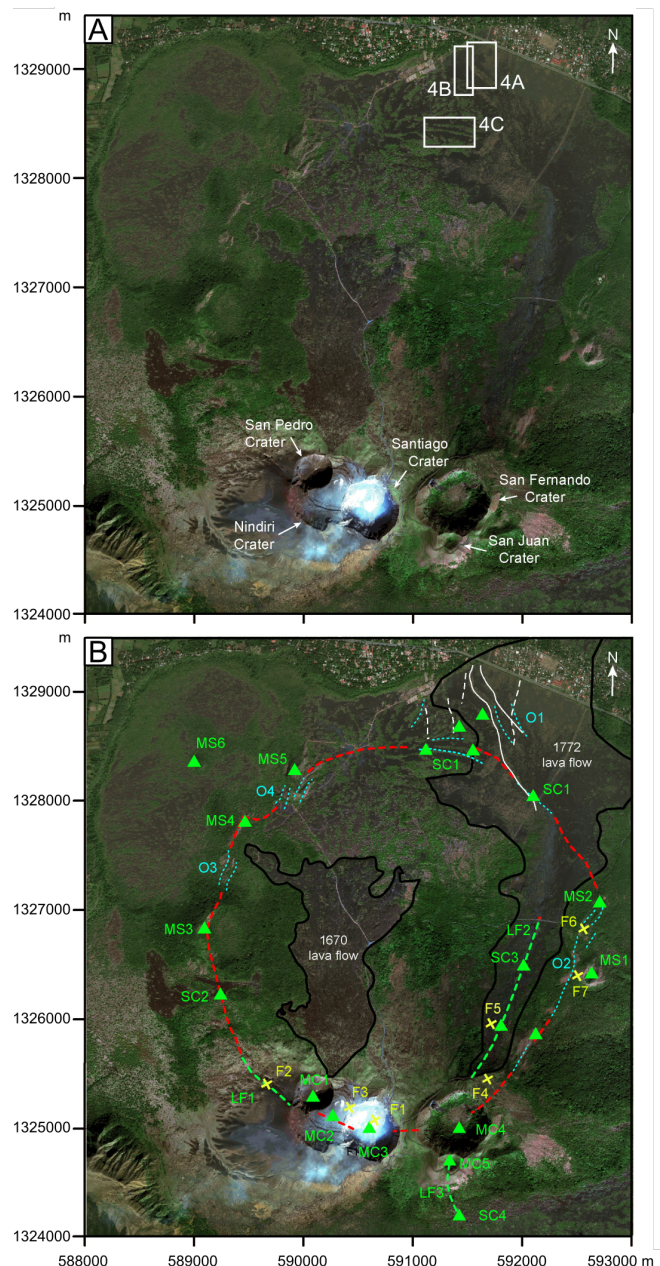 A
N
1329000
4B
4A
4C
1328000
1327000
1326000
San Pedro
Crater
Santiago
Crater
San Fernando
Crater
1325000
Nindiri
Crater
San Juan
Crater
1324000
m
B
N
1329000
O1
MS6
MS5
1772
lava flow
SC1
SC1
1328000
O4
MS4
O3
MS2
1327000
MS3
F6
LF2
1670
lava flow
SC3
O2
MS1
F7
SC2
1326000
F5
F2
MC1
F4
LF1
F3
F1
1325000
MC2
MC3
MC4
MC5
LF3
SC4
1324000
588000
589000
590000
591000
592000
593000 m